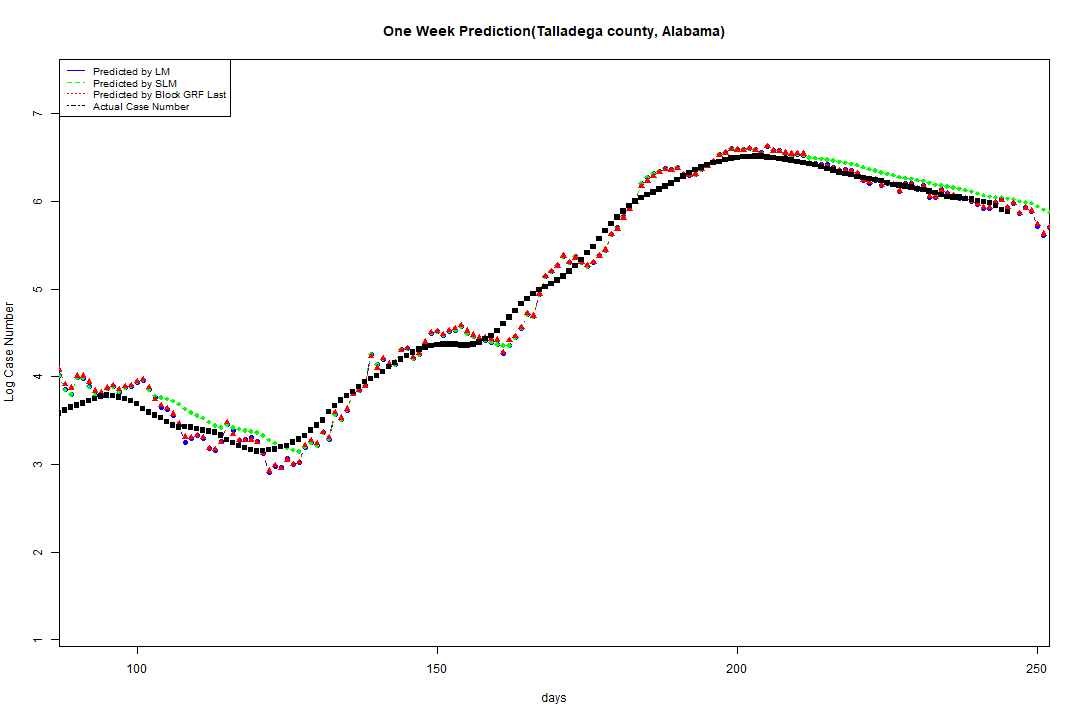 One Week Prediction(Talladega county, Alabama)
Predicted by LM
Predicted by SLM
Predicted by Block GRF Last
Actual Case Number
7
6
5
4
3
2
1
Log Case Number
100 150 200 250
days